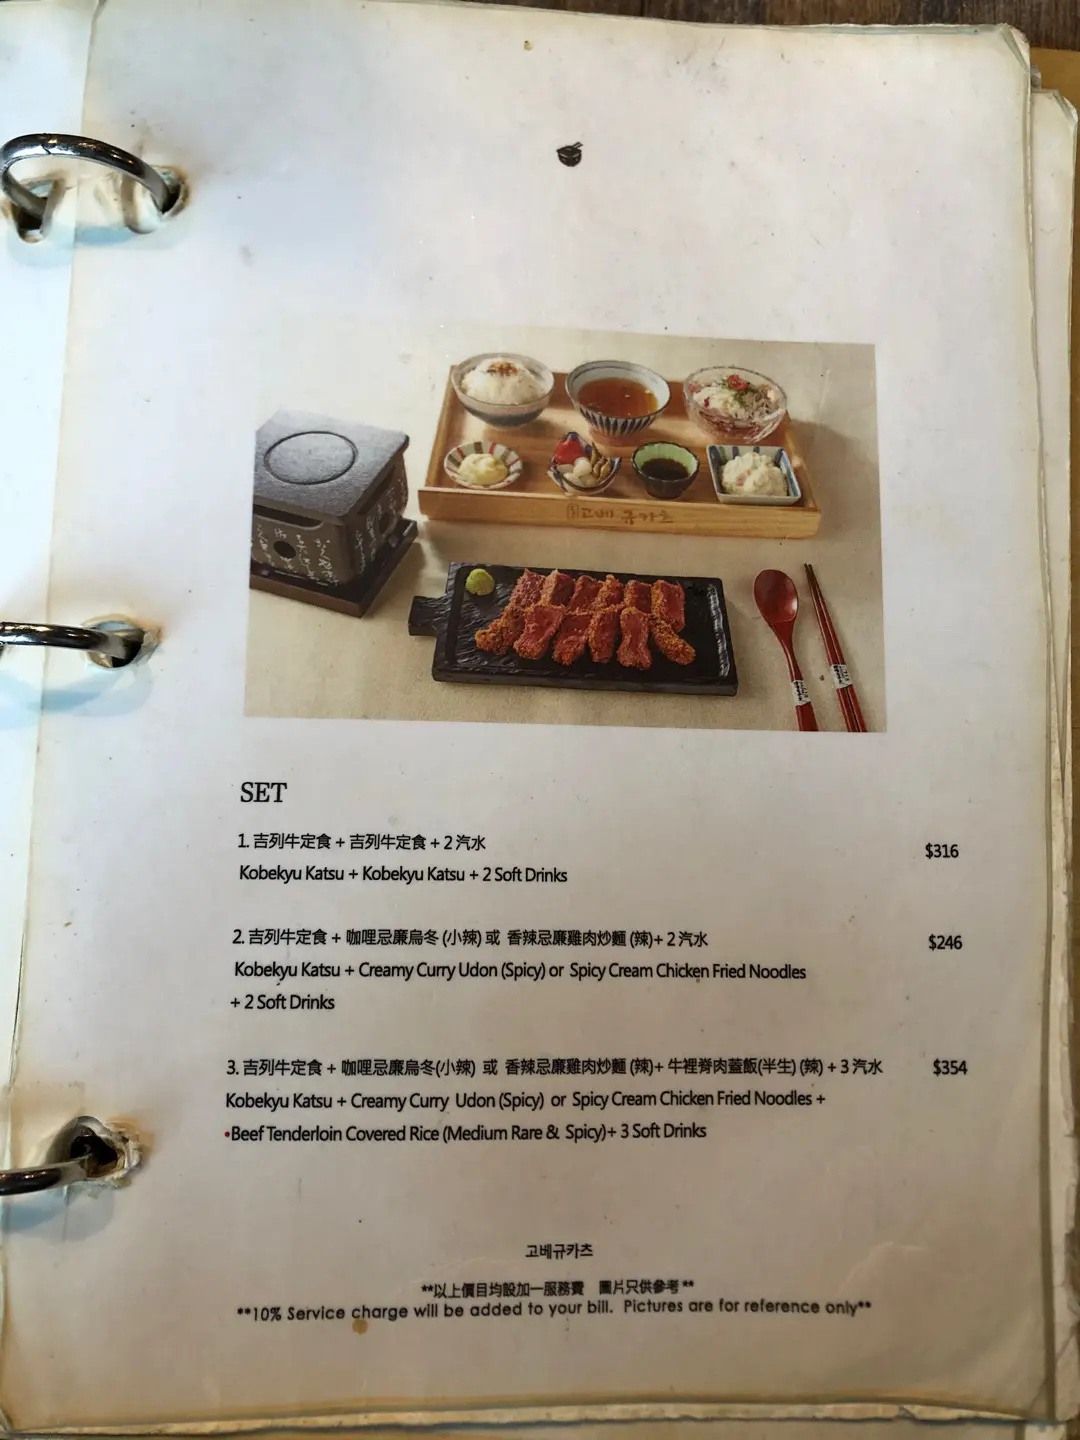 고베규카츠
SET
1. 吉列牛定食 + 吉列牛定食 + 2 汽水
$316
Kobekyu Katsu + Kobekyu Katsu + 2 Soft Drinks
2. 吉列牛定食 + 咖哩忌廉烏冬 (小辣) 或 香辣忌廉雞肉炒麵 (辣)+ 2 汽水
$246
Kobekyu Katsu + Creamy Curry Udon (Spicy) or Spicy Cream Chicken Fried Noodles
+ 2 Soft Drinks
3. 吉列牛定食 + 咖哩忌廉烏冬(小辣) 或 香辣忌廉雞肉炒麵 (辣)+ 牛裡脊肉蓋飯(半生) (辣) + 3 汽水
$354
Kobekyu Katsu + Creamy Curry Udon (Spicy) or Spicy Cream Chicken Fried Noodles +
•Beef Tenderloin Covered Rice (Medium Rare & Spicy)+ 3 Soft Drinks
고베규카츠
**以上價目均設加一服務費 圖片只供參考**
**10% Service charge will be added to your bill. Pictures are for reference only**